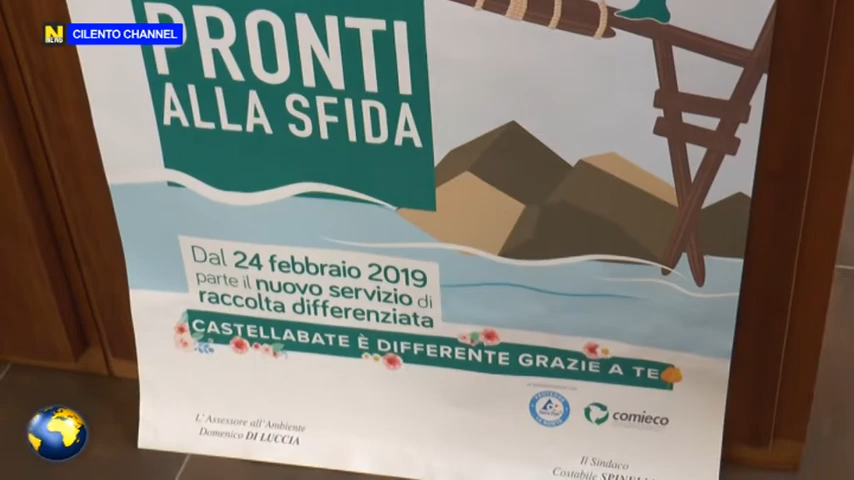 CILENTO CHANNEL
PRONTI
ALLA SFIDA
Dal 24 febbraio 2019
parte il nuovo servizio di
raccolta differenziata
CASTELLABATE È DIFFERENTE GRAZIE A TE
comieco
L'Assessore all'Ambiente
Domenico DI LUCCIA
Il Sindaco
Costabile